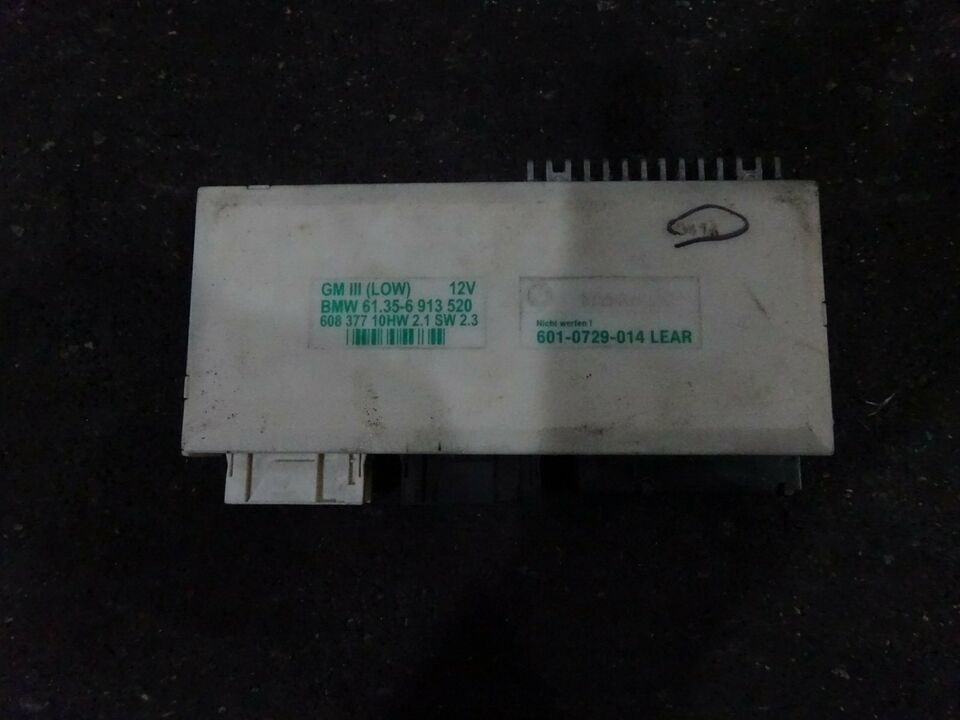 GM III (LOW) 12V
BMW 61.35-6 913 520
608 377 10HW 2.1 SW 2.3
Nicht werfen !
601-0729-014 LEAR